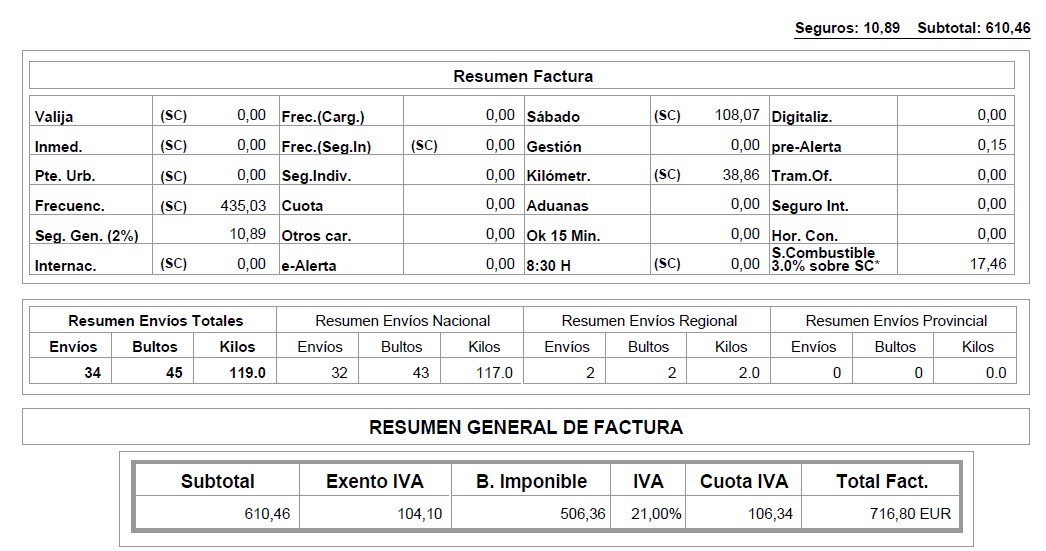 Seguros: 10,89 Subtotal: 610,46
Resumen Factura
Valija (SC) 0,00 Frec.(Carg.) 0,00 Sábado (SC) 108,07 Digitaliz. 0,00
Inmed. (SC) 0,00 Frec.(Seg.In) (SC) 0,00 Gestión 0,00 pre-Alerta 0,15
Pte. Urb. (SC) 0,00 Seg.Indiv. 0,00 Kilómetr. (SC) 38,86 Tram.Of. 0,00
Frecuenc. (SC) 435,03 Cuota 0,00 Aduanas 0,00 Seguro Int. 0,00
Seg. Gen. (2%) 10,89 Otros car. 0,00 Ok 15 Min. 0,00 Hor. Con. 0,00
Internac. (SC) 0,00 e-Alerta 0,00 8:30 H (SC) 0,00 S.Combustible
3.0% sobre SC* 17,46
Resumen Envíos Totales Resumen Envíos Nacional Resumen Envíos Regional Resumen Envíos Provincial
Envíos Bultos Kilos Envíos Bultos Kilos Envíos Bultos Kilos Envíos Bultos Kilos
34 45 119.0 32 43 117.0 2 2 2.0 0 0 0.0
RESUMEN GENERAL DE FACTURA
Subtotal Exento IVA B. Imponible IVA Cuota IVA Total Fact.
610,46 104,10 506,36 21,00% 106,34 716,80 EUR